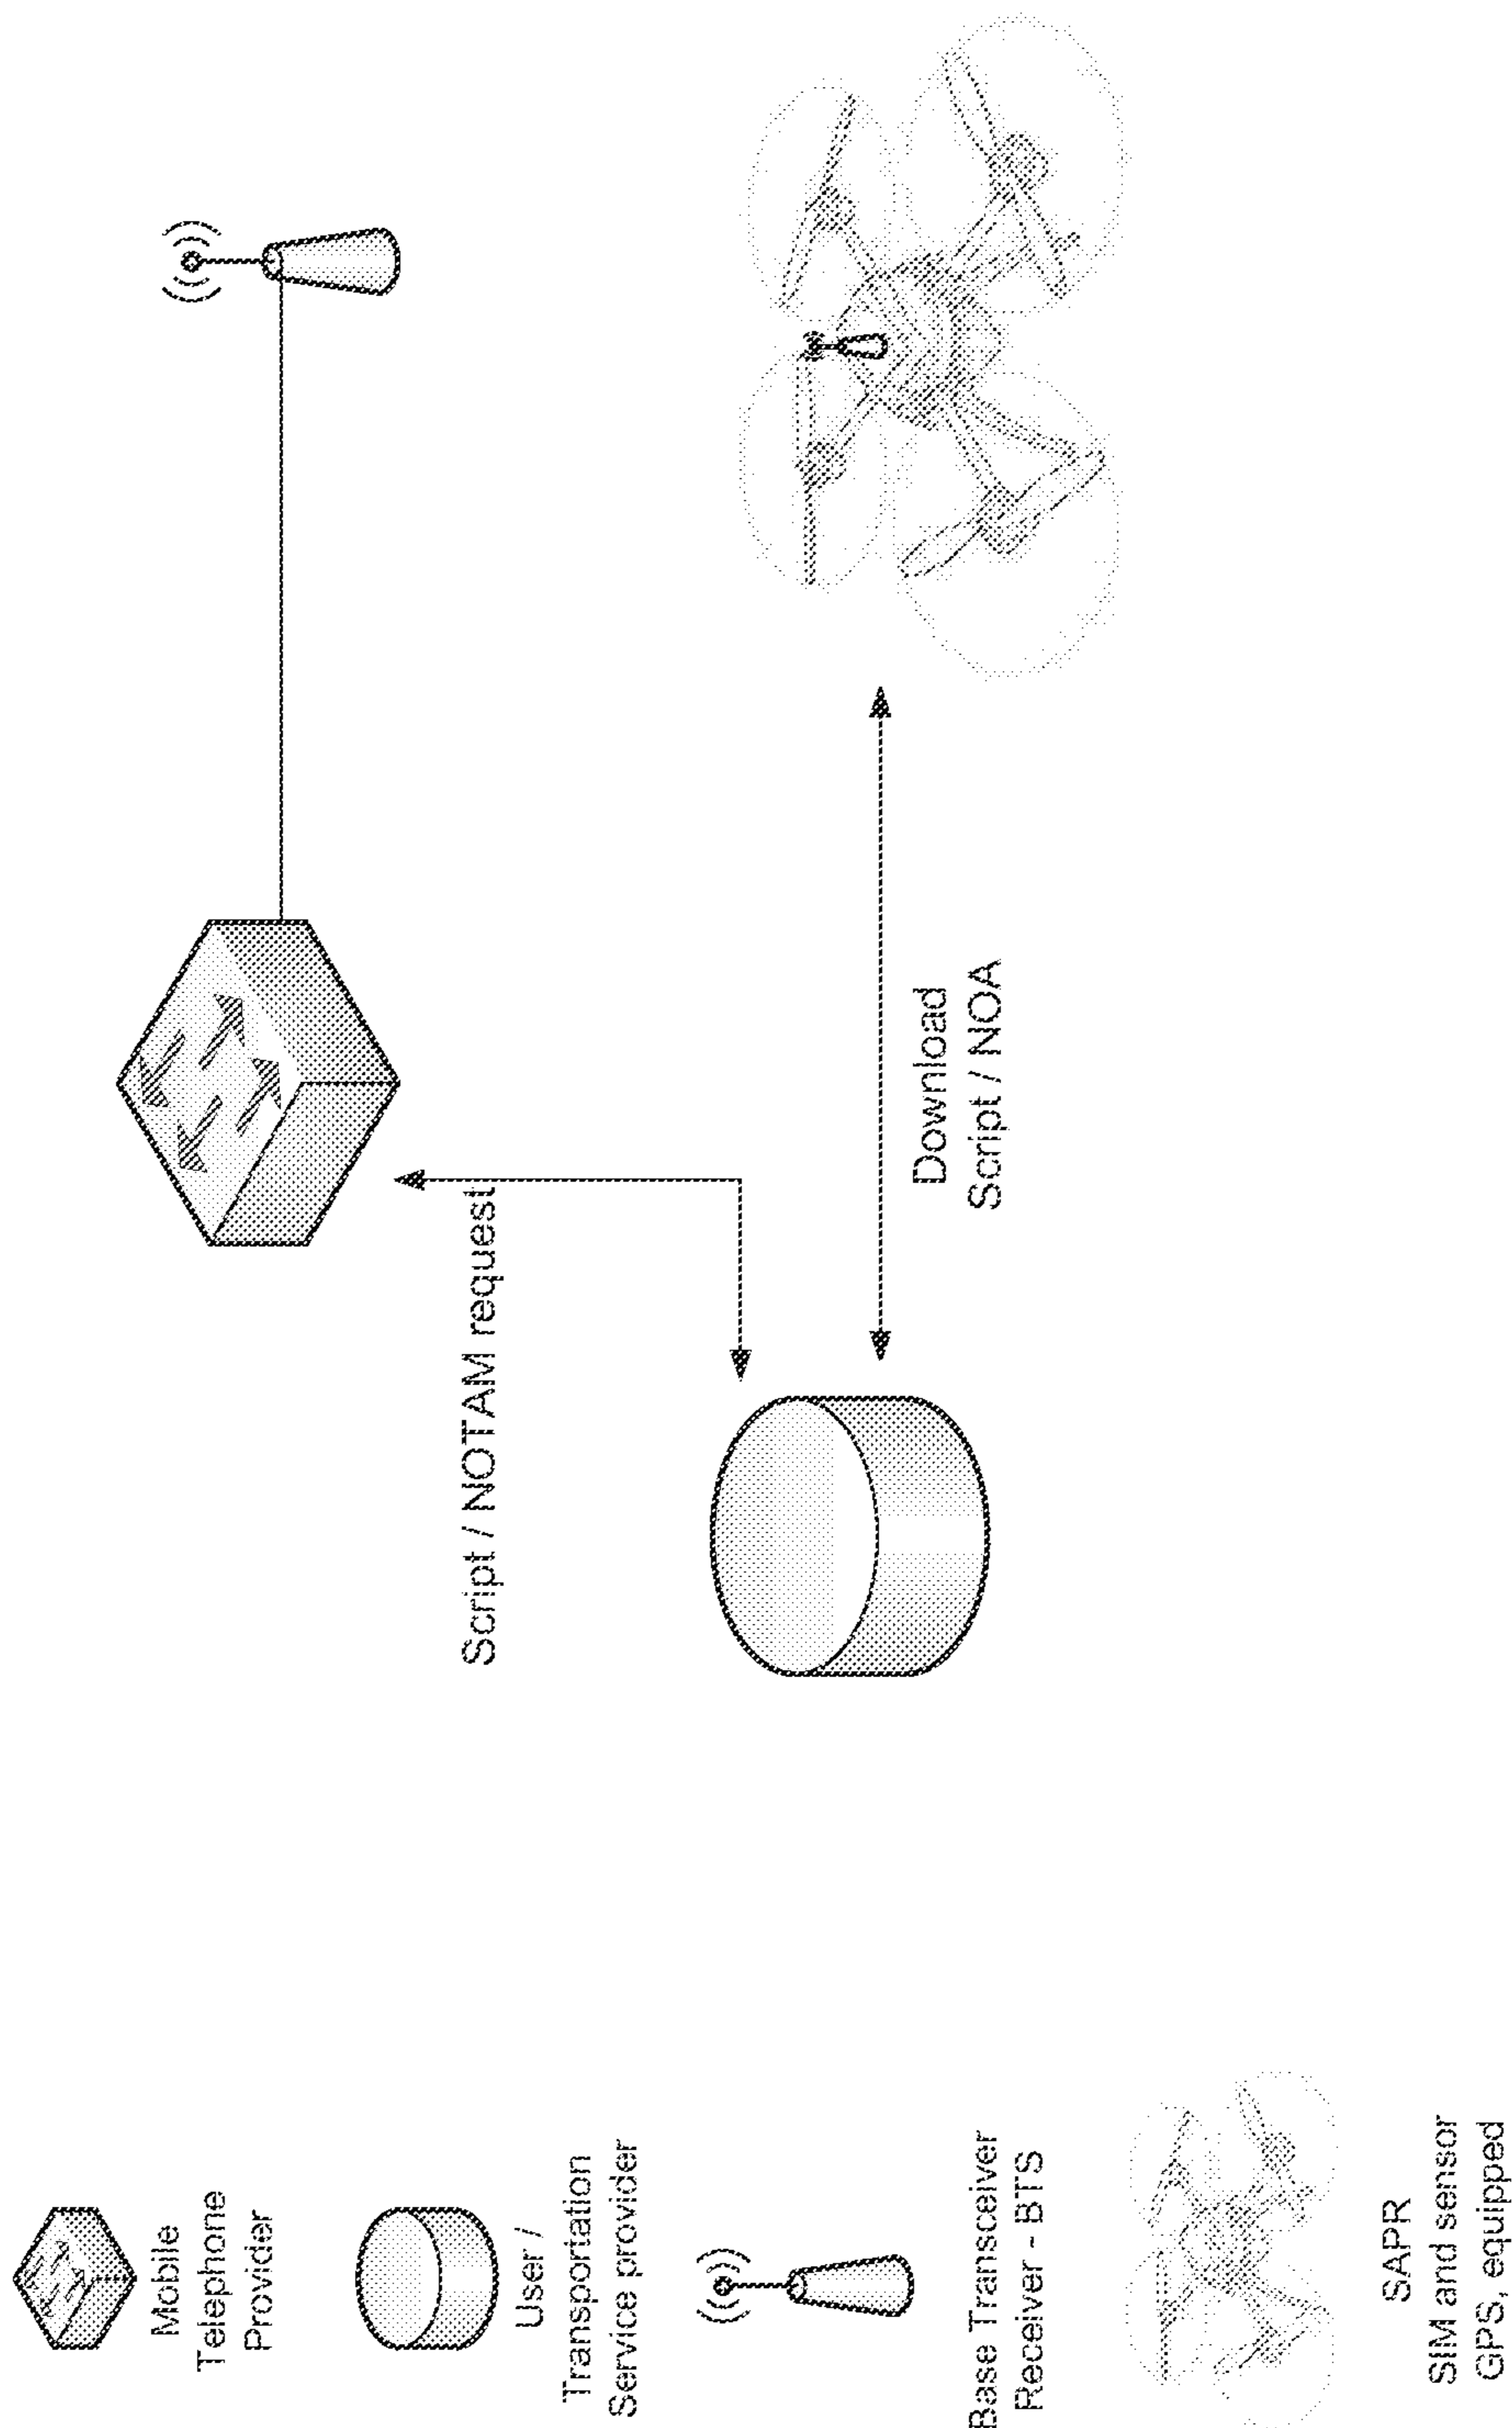 Mobile
Telephone
Provider
User /
Transportation
Service provider
Base Transceiver
Receiver - BTS
SAPR
SIM and sensor
GPS, equipped
Script / NOTAM request
Download
Script / NOA